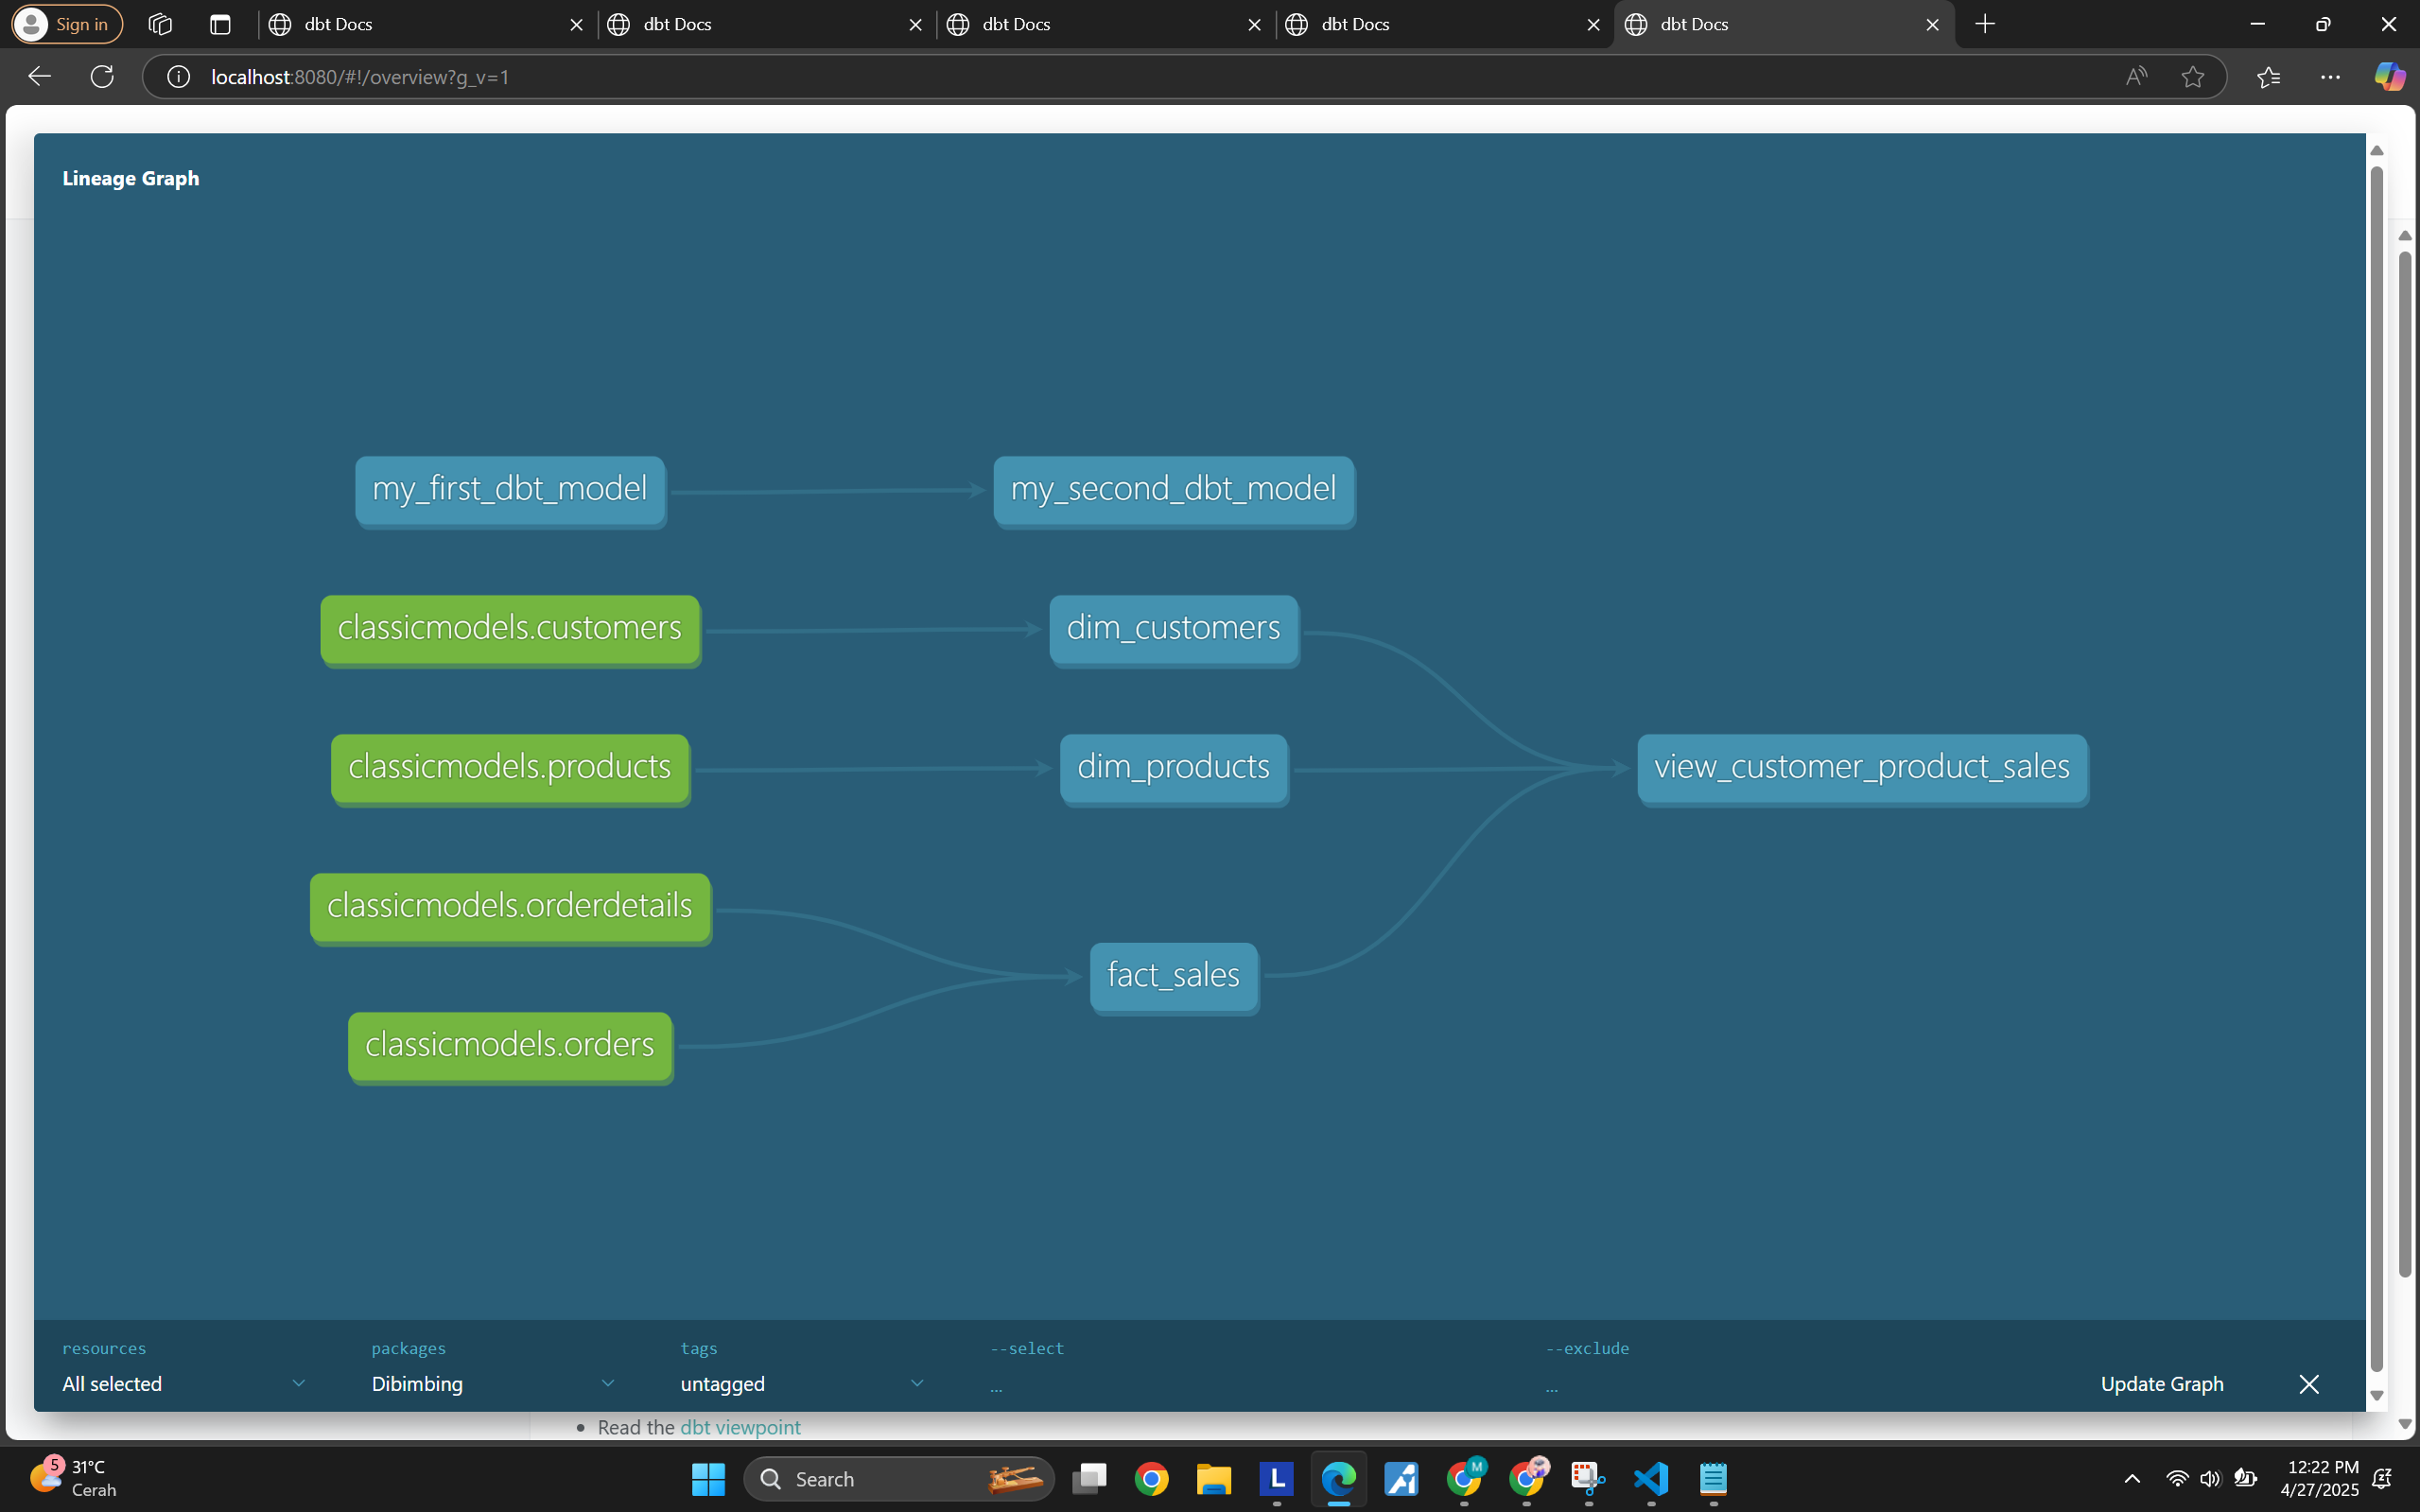 Sign in
dbt Docs
dbt Docs
dbt Docs
dbt Docs
dbt Docs
localhost:8080/#!/overview?g_v=1
Lineage Graph
my_first_dbt_model
my_second_dbt_model
classicmodels.customers
dim_customers
classicmodels.products
dim_products
view_customer_product_sales
classicmodels.orderdetails
fact_sales
classicmodels.orders
resources
packages
tags
--select
--exclude
All selected
Dibimbing
untagged
...
...
Update Graph
Read the dbt viewpoint
5
31°C
Cerah
Search
L
M
12:22 PM
4/27/2025